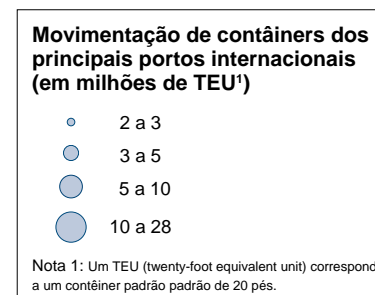 Movimentação de contâiners dos
principais portos internacionais
(em milhões de TEU¹)
2 a 3
3 a 5
5 a 10
10 a 28
Nota 1: Um TEU (twenty-foot equivalent unit) correspond
a um contêiner padrão padrão de 20 pés.